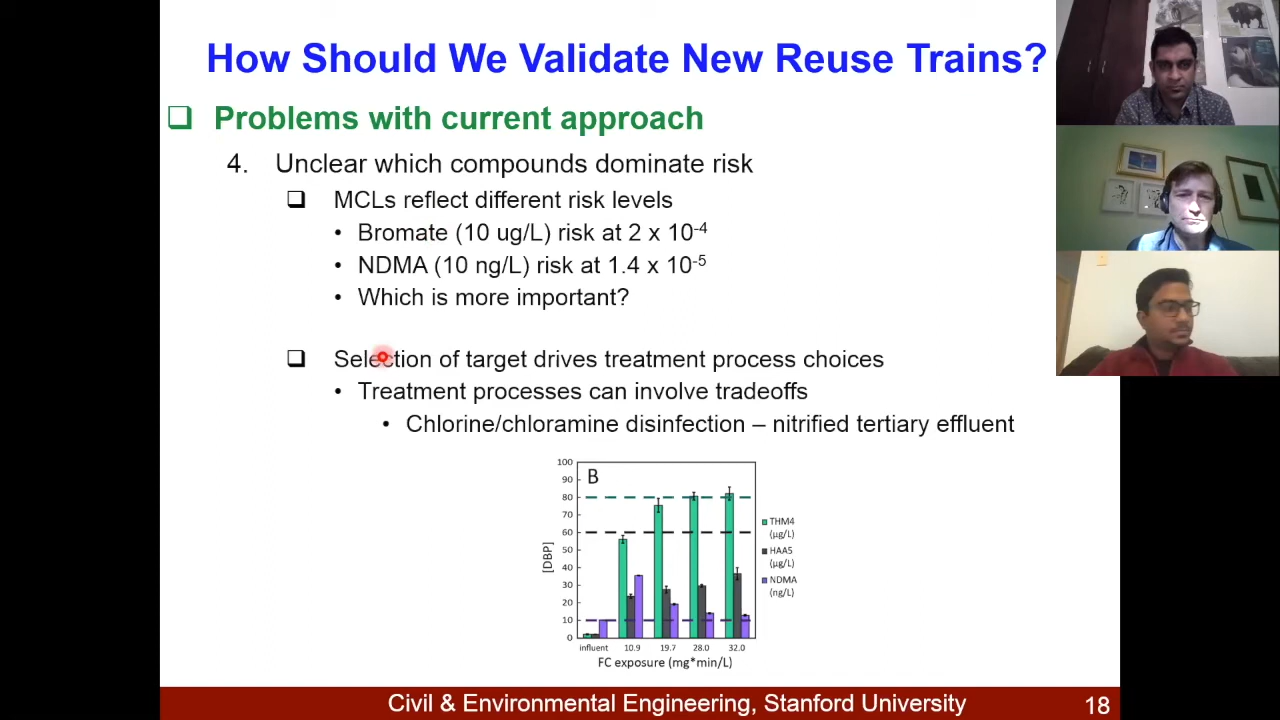 How Should We Validate New Reuse Trains?
❑ Problems with current approach
4. Unclear which compounds dominate risk
❑ MCLs reflect different risk levels
• Bromate (10 ug/L) risk at 2 x 10⁻⁴
• NDMA (10 ng/L) risk at 1.4 x 10⁻⁵
• Which is more important?
❑ Selection of target drives treatment process choices
• Treatment processes can involve tradeoffs
• Chlorine/chloramine disinfection – nitrified tertiary effluent
B
[DBP]
100
90
80
70
60
50
40
30
20
10
0
influent 10.9 19.7 28.0 32.0
FC exposure (mg*min/L)
THM4
(µg/L)
HAA5
(µg/L)
NDMA
(ng/L)
Civil & Environmental Engineering, Stanford University 18